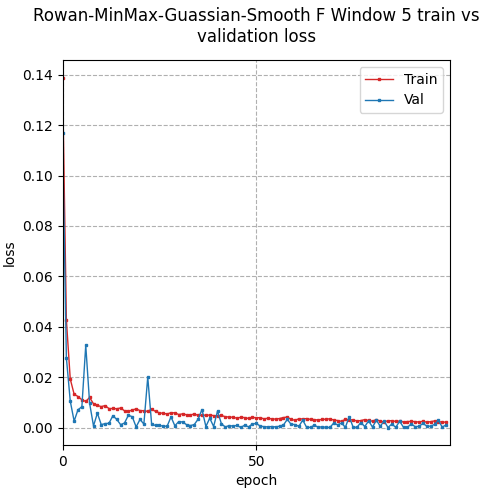 Rowan-MinMax-Guassian-Smooth F Window 5 train vs
validation loss
0.14
0.12
0.10
0.08
0.06
0.04
0.02
0.00
loss
Train
Val
0
50
epoch